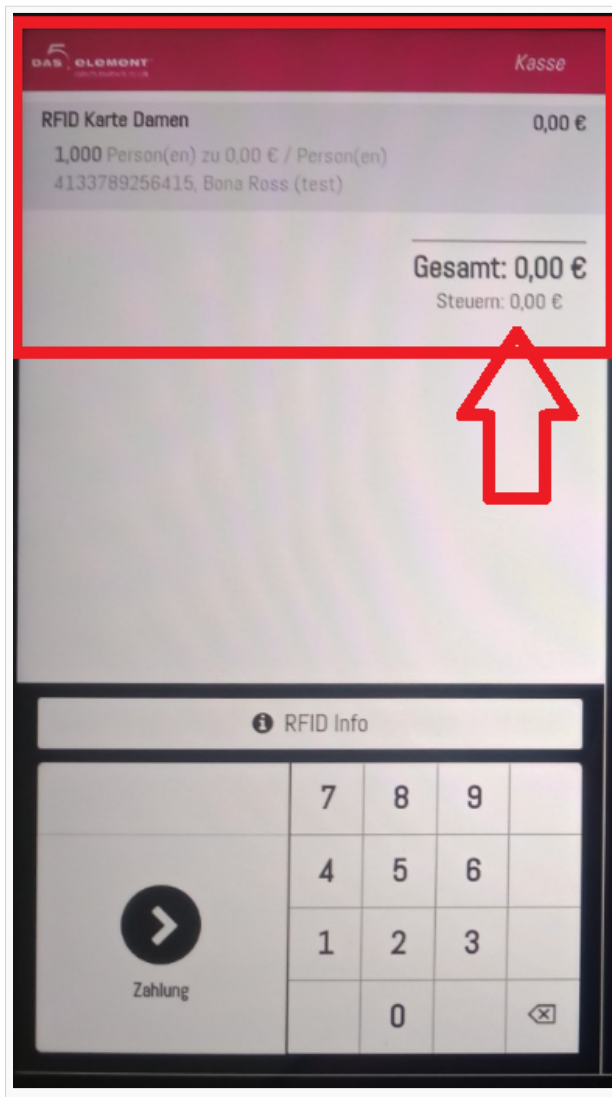 DAS 5 ELEMENT
Kasse
RFID Karte Damen 0,00 €
1,000 Person(en) zu 0,00 € / Person(en)
4133789256415, Bona Ross (test)
Gesamt: 0,00 €
Steuern: 0,00 €
RFID Info
7 8 9
4 5 6
1 2 3
Zahlung
0